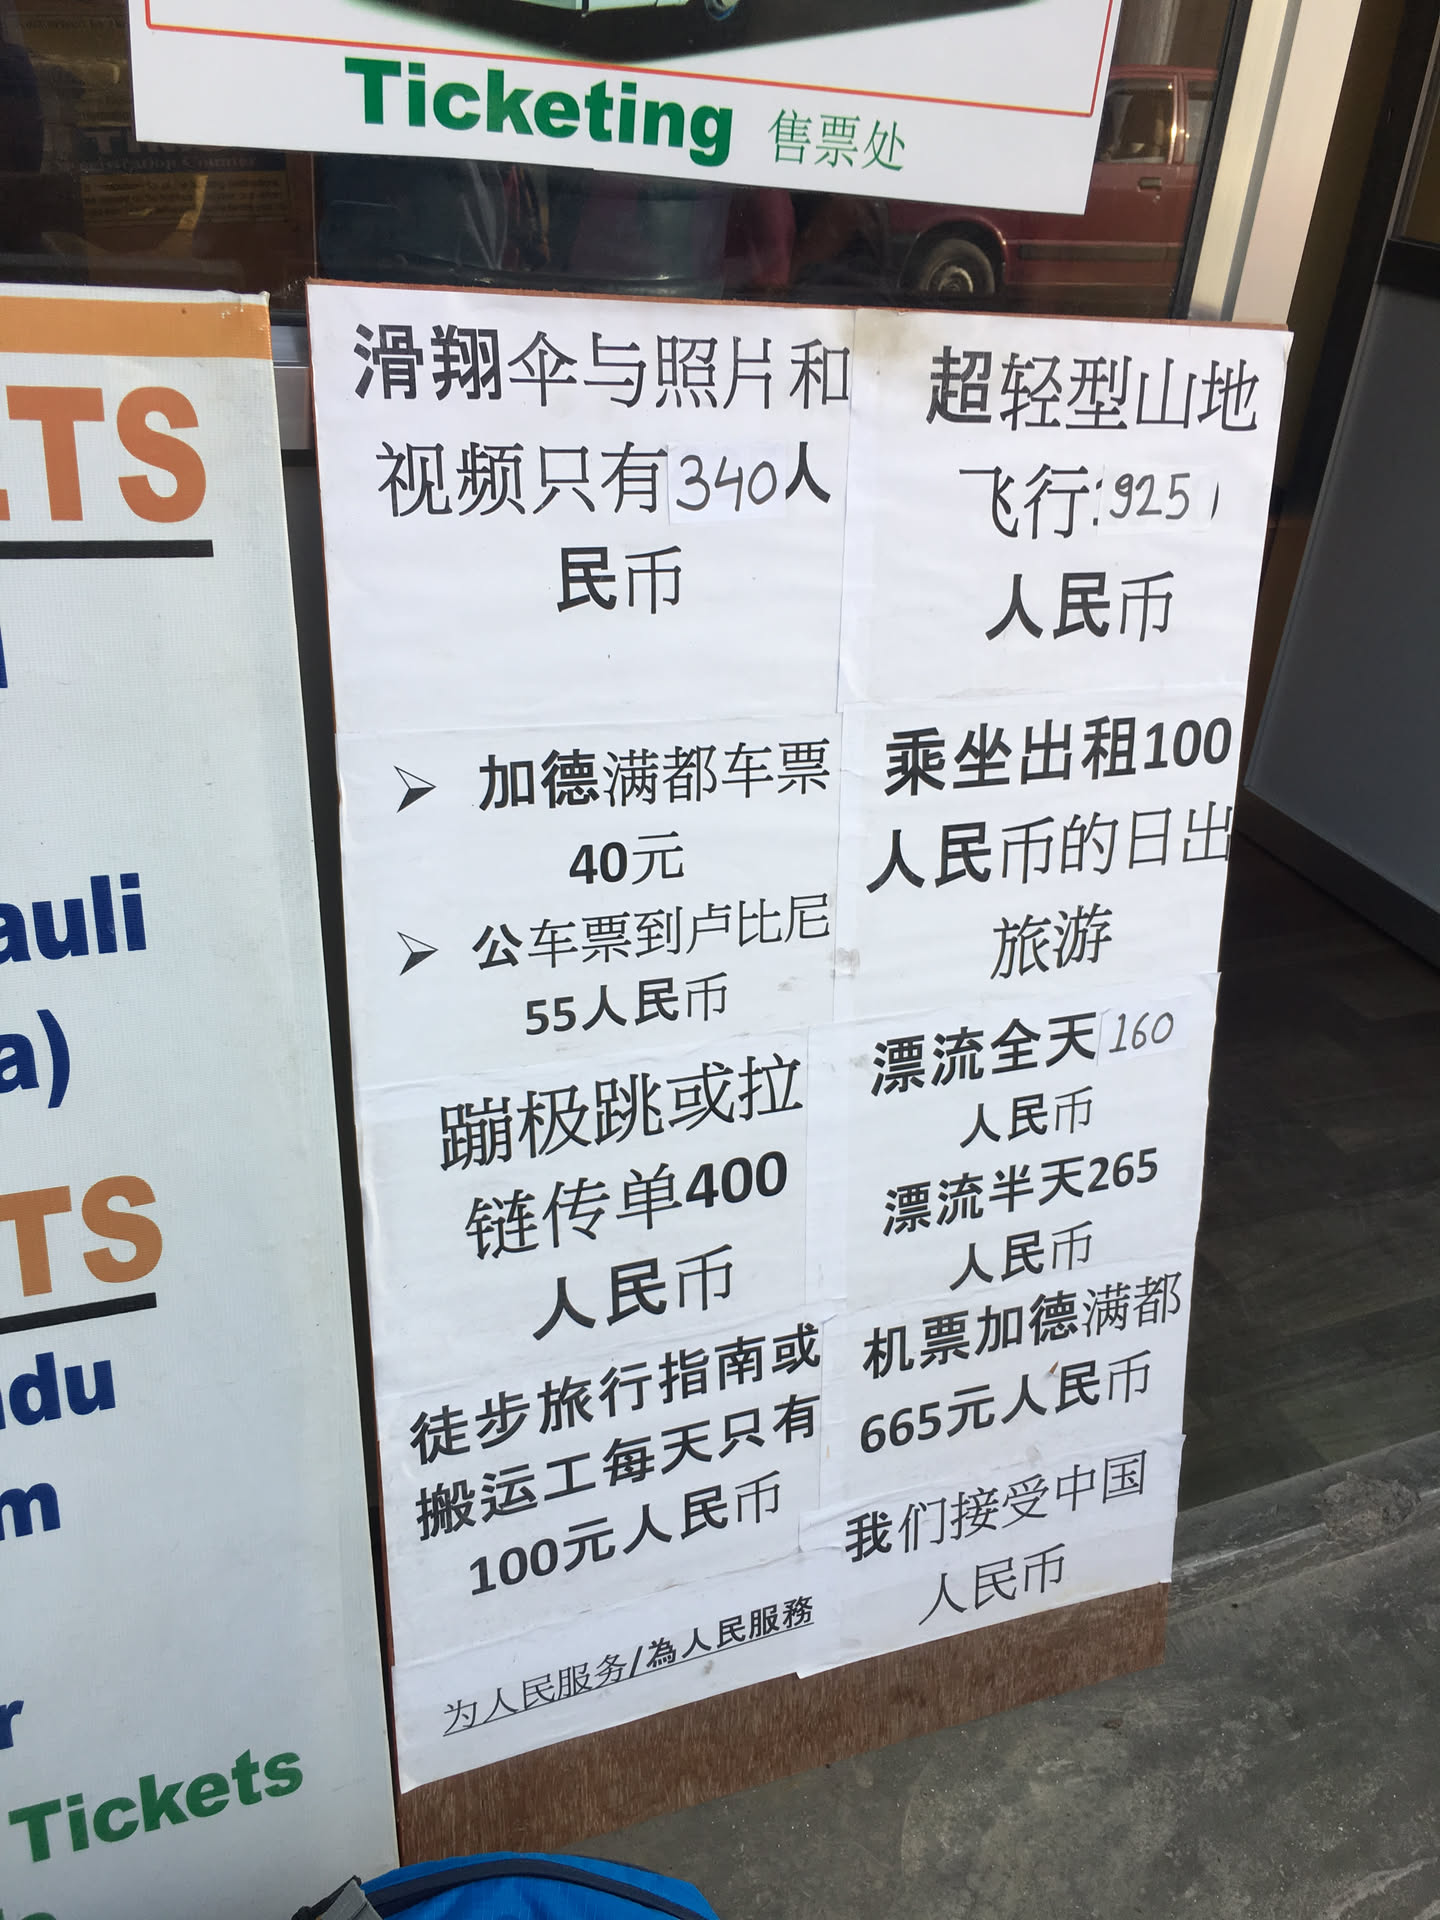 Ticketing 售票处
滑翔伞与照片和
视频只有340人
民币
超轻型山地
飞行:925
人民币
加德满都车票
40元
公车票到卢比尼
55人民币
乘坐出租100
人民币的日出
旅游
蹦极跳或拉
链传单400
人民币
漂流全天160
人民币
漂流半天265
人民币
徒步旅行指南或
搬运工每天只有
100元人民币
机票加德满都
665元人民币
为人民服务/為人民服務
我们接受中国
人民币
TS
auli
a)
TS
du
m
r
Tickets